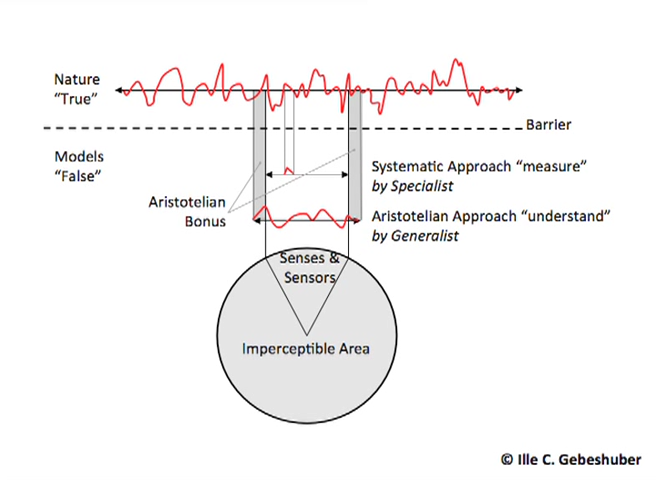 Nature
"True"
Barrier
Models
"False"
Systematic Approach "measure"
by Specialist
Aristotelian
Bonus
Aristotelian Approach "understand"
by Generalist
Senses &
Sensors
Imperceptible Area
© Ille C. Gebeshuber